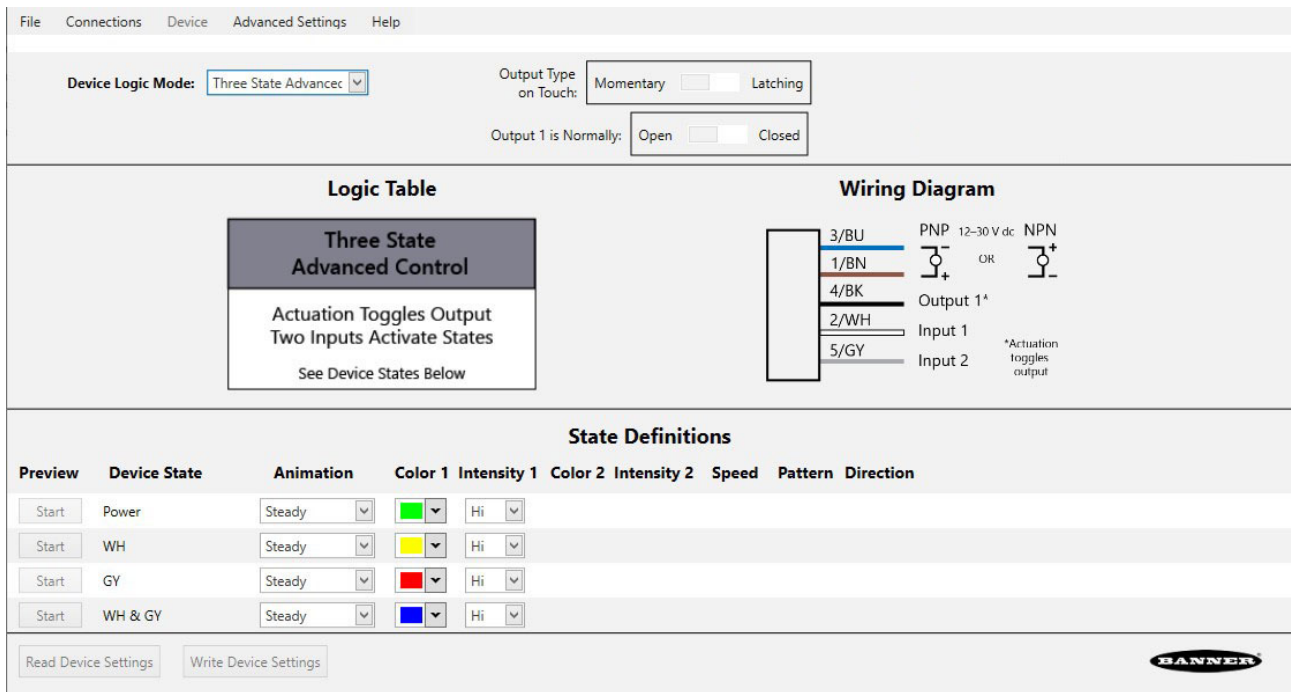 File Connections Device Advanced Settings Help
Device Logic Mode: Three State Advanced
Output Type
on Touch:
Momentary Latching
Output 1 is Normally: Open Closed
Logic Table
Three State
Advanced Control
Actuation Toggles Output
Two Inputs Activate States
See Device States Below
Wiring Diagram
3/BU
1/BN
4/BK
2/WH
5/GY
PNP 12–30 V dc NPN
OR
Output 1*
Input 1
Input 2
*Actuation
toggles
output
State Definitions
Preview Device State Animation Color 1 Intensity 1 Color 2 Intensity 2 Speed Pattern Direction
Start Power Steady Hi
Start WH Steady Hi
Start GY Steady Hi
Start WH & GY Steady Hi
Read Device Settings Write Device Settings
BANNER